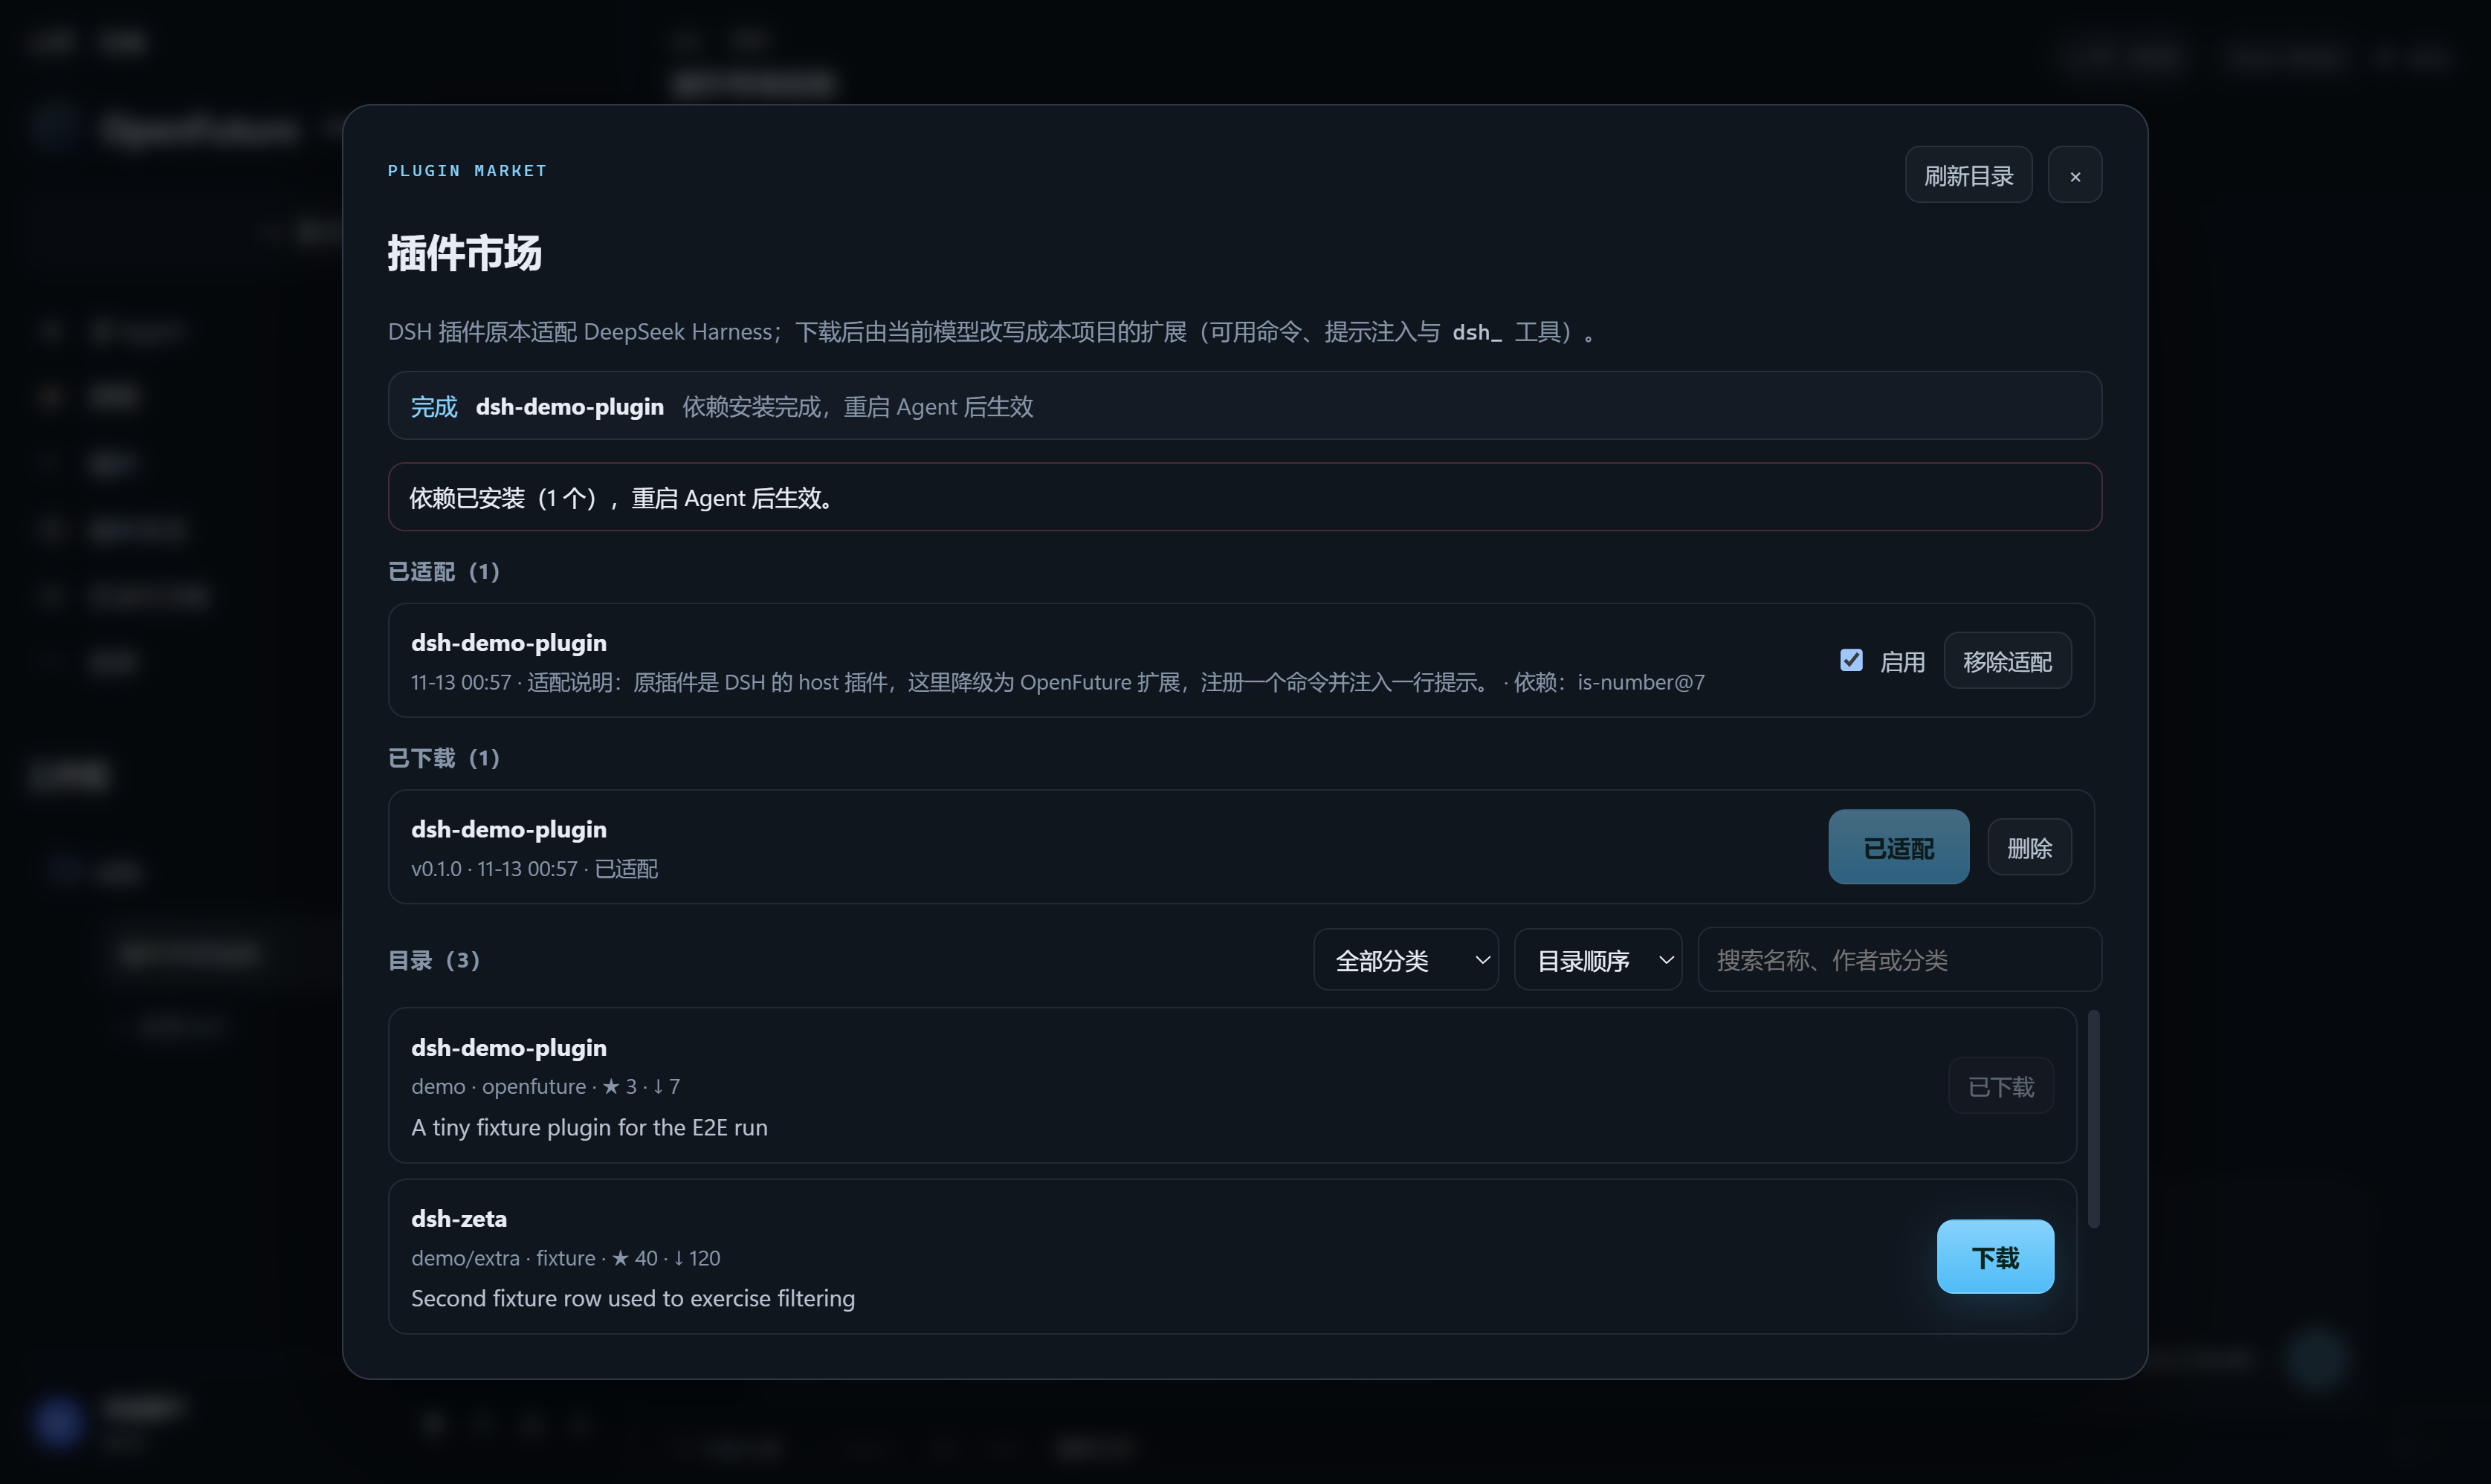 PLUGIN MARKET
刷新目录
×
插件市场
DSH 插件原本适配 DeepSeek Harness；下载后由当前模型改写成本项目的扩展（可用命令、提示注入与 dsh_ 工具）。
完成 dsh-demo-plugin 依赖安装完成，重启 Agent 后生效
依赖已安装（1 个），重启 Agent 后生效。
已适配（1）
dsh-demo-plugin
11-13 00:57 · 适配说明：原插件是 DSH 的 host 插件，这里降级为 OpenFuture 扩展，注册一个命令并注入一行提示。 · 依赖：is-number@7
启用
移除适配
已下载（1）
dsh-demo-plugin
v0.1.0 · 11-13 00:57 · 已适配
已适配
删除
目录（3）
全部分类
目录顺序
搜索名称、作者或分类
dsh-demo-plugin
demo · openfuture · ★ 3 · ↓ 7
A tiny fixture plugin for the E2E run
已下载
dsh-zeta
demo/extra · fixture · ★ 40 · ↓ 120
Second fixture row used to exercise filtering
下载